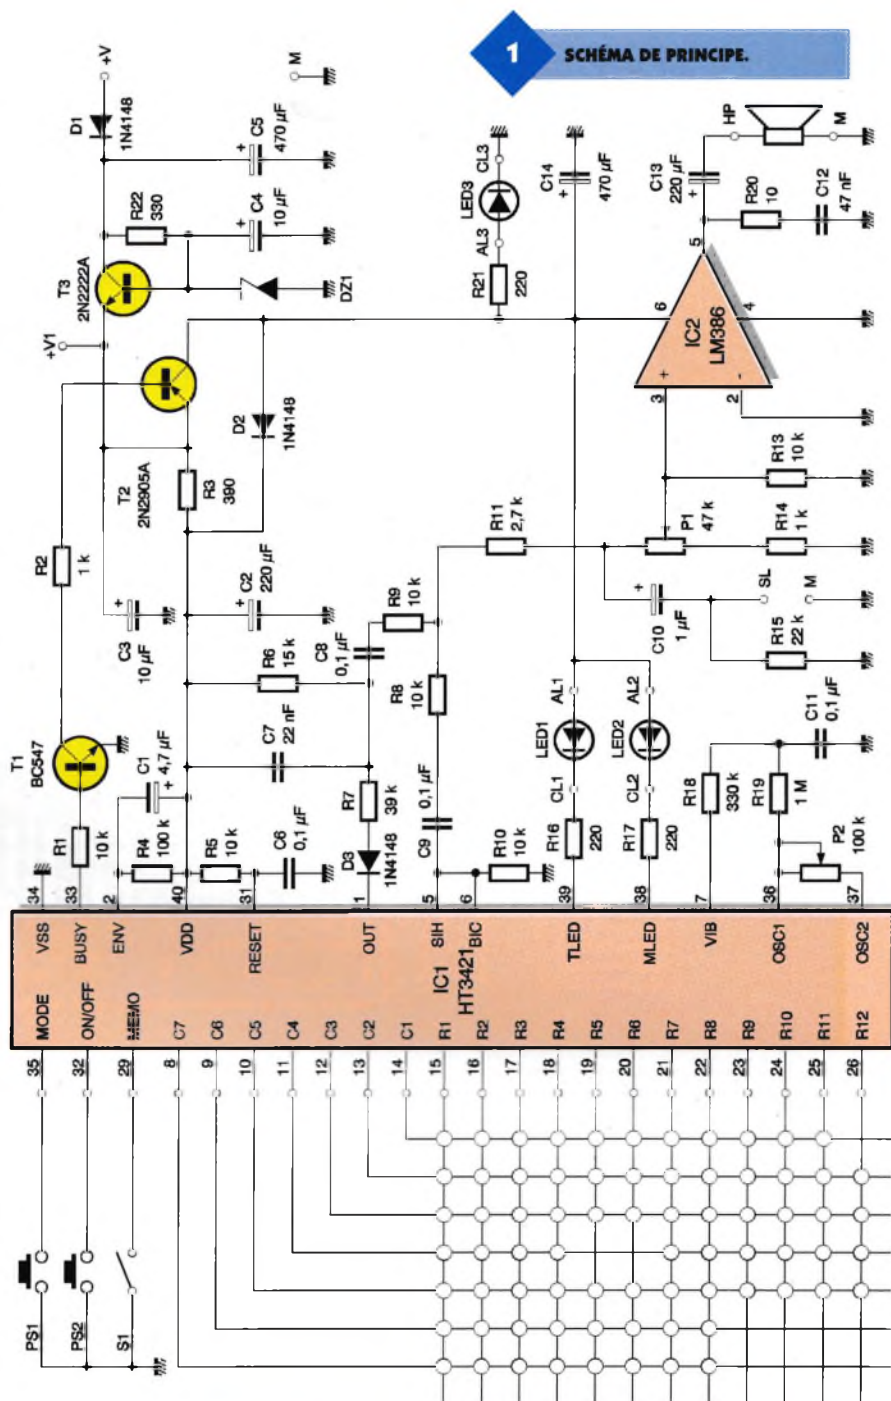 1
SCHÉMA DE PRINCIPE.
+V
M
D1
1N4148
+
C5
470 µF
R22
330
+
C4
10 µF
T3
2N2222A
DZ1
+V1
T2
2N2905A
R3
390
D2
1N4148
R2
1 k
+
C3
10 µF
+
C2
220 µF
R6
15 k
C8
0,1 µF
R9
10 k
R8
10 k
T1
BC547
R1
10 k
C1
4,7 µF
+
R4
100 k
R5
10 k
C6
0,1 µF
C7
22 nF
R7
39 k
D3
1N4148
C9
0,1 µF
R10
10 k
LED3
CL3
AL3
R21
220
C14
+
470 µF
HP
M
C13
220 µF
+
R20
10
C12
47 nF
5
6
4
IC2
LM386
+
-
3
2
R11
2,7 k
P1
47 k
R13
10 k
R14
1 k
+
C10
1 µF
SL
M
R15
22 k
LED1
AL1
CL1
LED2
AL2
CL2
R16
220
R17
220
R18
330 k
R19
1 M
C11
0,1 µF
P2
100 k
34
33
2
40
31
1
5
6
39
38
7
36
37
VSS
BUSY
ENV
VDD
RESET
OUT
SIH
BIC
TLED
MLED
VIB
OSC1
OSC2
IC1
HT3421
MODE
ON/OFF
MEMO
C7
C6
C5
C4
C3
C2
C1
R1
R2
R3
R4
R5
R6
R7
R8
R9
R10
R11
R12
35
32
29
8
9
10
11
12
13
14
15
16
17
18
19
20
21
22
23
24
25
26
PS1
PS2
S1